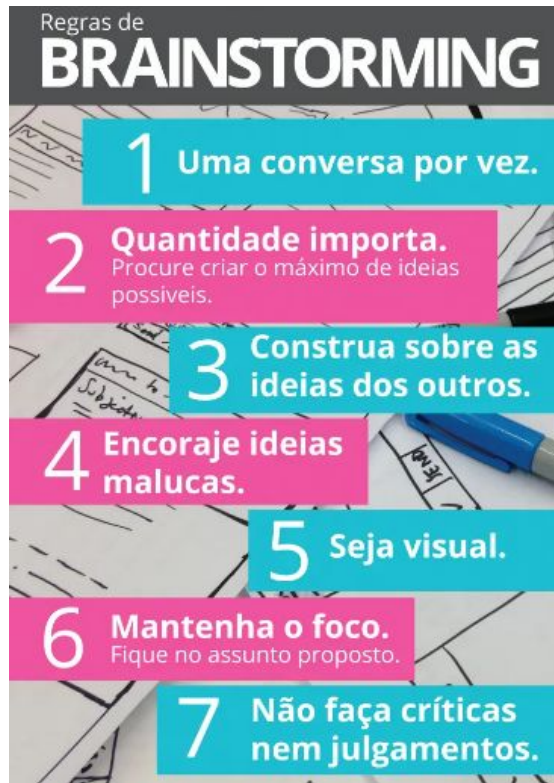 Regras de
BRAINSTORMING
1 Uma conversa por vez.
2 Quantidade importa.
Procure criar o máximo de ideias
possíveis.
3 Construa sobre as
ideias dos outros.
4 Encoraje ideias
malucas.
5 Seja visual.
6 Mantenha o foco.
Fique no assunto proposto.
7 Não faça críticas
nem julgamentos.
SEND